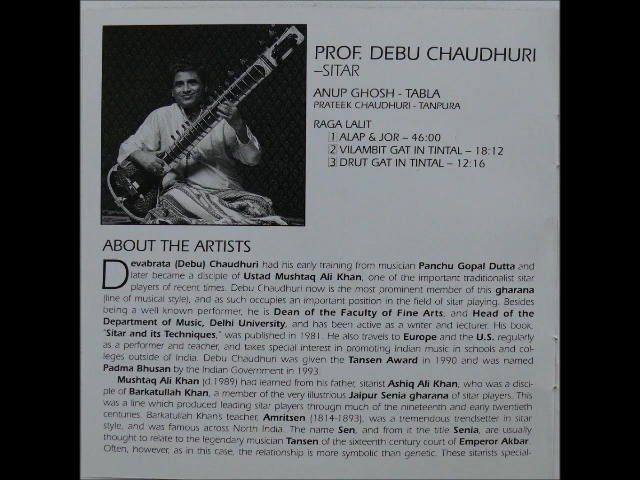 PROF. DEBU CHAUDHURI
–SITAR
ANUP GHOSH - TABLA
PRATEEK CHAUDHURI - TANPURA
RAGA LALIT
1 ALAP & JOR – 46:00
2 VILAMBIT GAT IN TINTAL – 18:12
3 DRUT GAT IN TINTAL – 12:16
ABOUT THE ARTISTS
Devabrata (Debu) Chaudhuri had his early training from musician Panchu Gopal Dutta and
later became a disciple of Ustad Mushtaq Ali Khan, one of the important traditionalist sitar
players of recent times. Debu Chaudhuri now is the most prominent member of this gharana
(line of musical style), and as such occupies an important position in the field of sitar playing. Besides
being a well known performer, he is Dean of the Faculty of Fine Arts, and Head of the
Department of Music, Delhi University, and has been active as a writer and lecturer. His book,
"Sitar and its Techniques," was published in 1981. He also travels to Europe and the U.S. regularly
as a performer and teacher, and takes special interest in promoting Indian music in schools and col-
leges outside of India. Debu Chaudhuri was given the Tansen Award in 1990 and was named
Padma Bhusan by the Indian Government in 1993.
Mushtaq Ali Khan (d.1989) had learned from his father, sitarist Ashiq Ali Khan, who was a disci-
ple of Barkatullah Khan, a member of the very illustrious Jaipur Senia gharana of sitar players. This
was a line which produced leading sitar players through much of the nineteenth and early twentieth
centuries. Barkatullah Khan's teacher, Amritsen (1814-1893), was a tremendous trendsetter in sitar
style, and was famous across North India. The name Sen, and from it the title Senia, are usually
thought to relate to the legendary musician Tansen of the sixteenth century court of Emperor Akbar.
Often, however, as in this case, the relationship is more symbolic than genetic. These sitarists special-